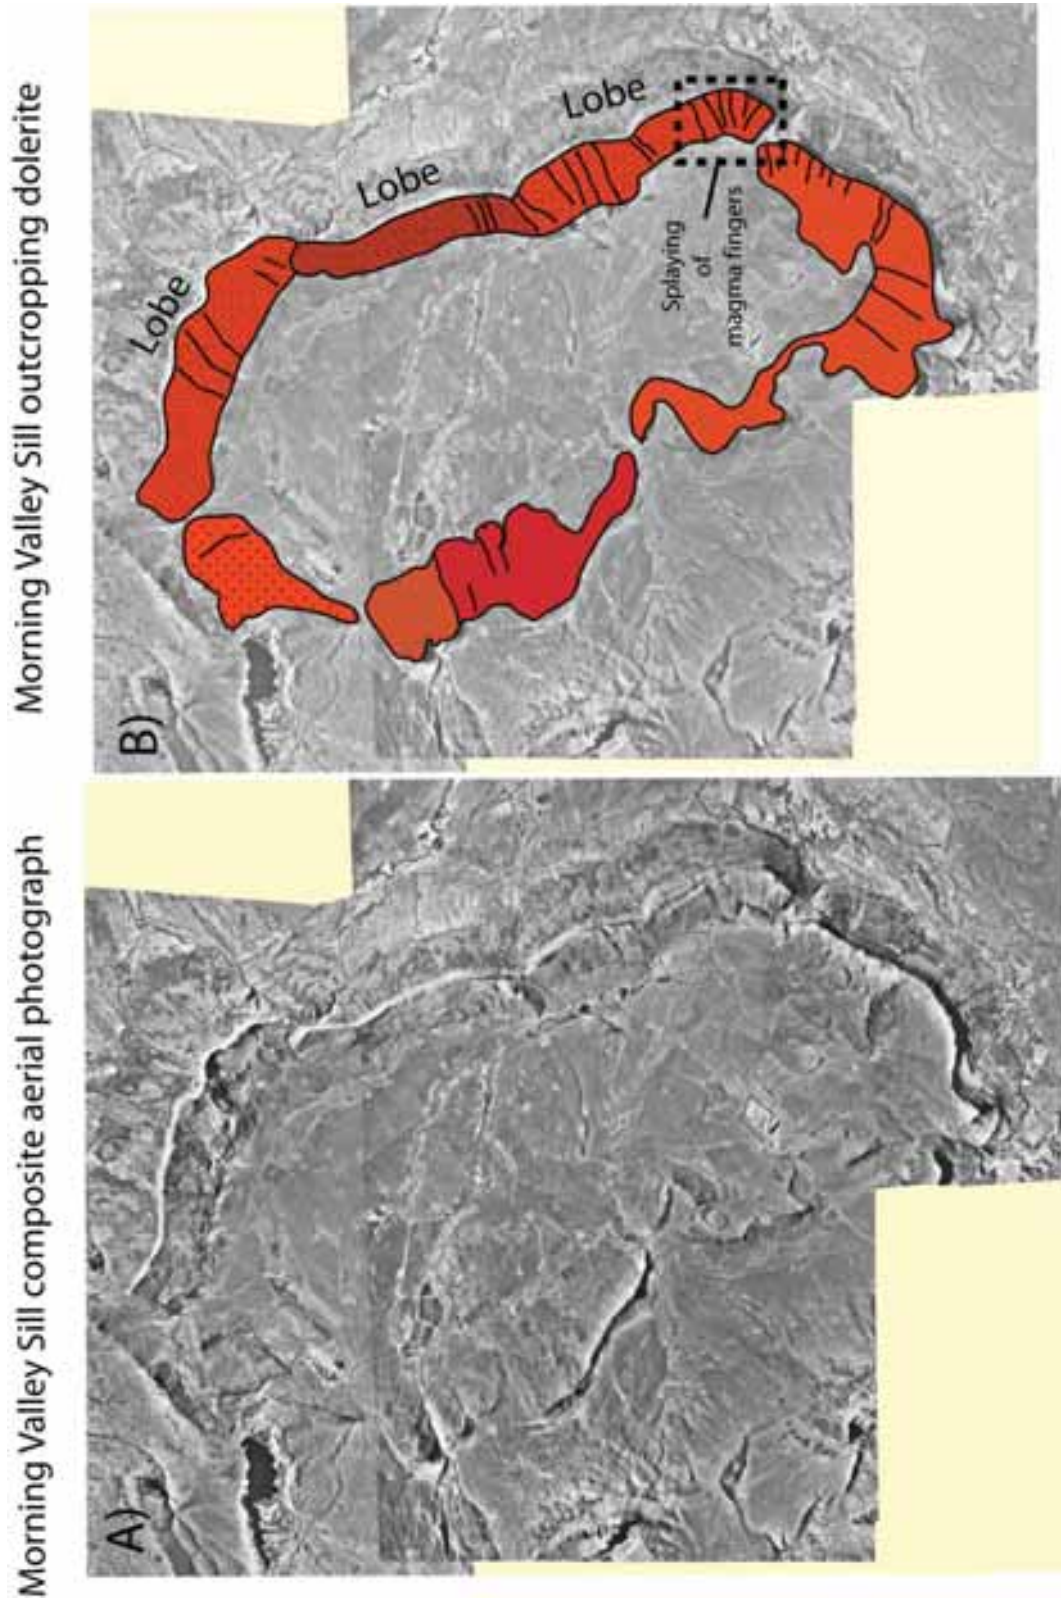 Morning Valley Sill composite aerial photograph
A)
Morning Valley Sill outcropping dolerite
B)
Lobe
Lobe
Lobe
Splaying
of
magma fingers